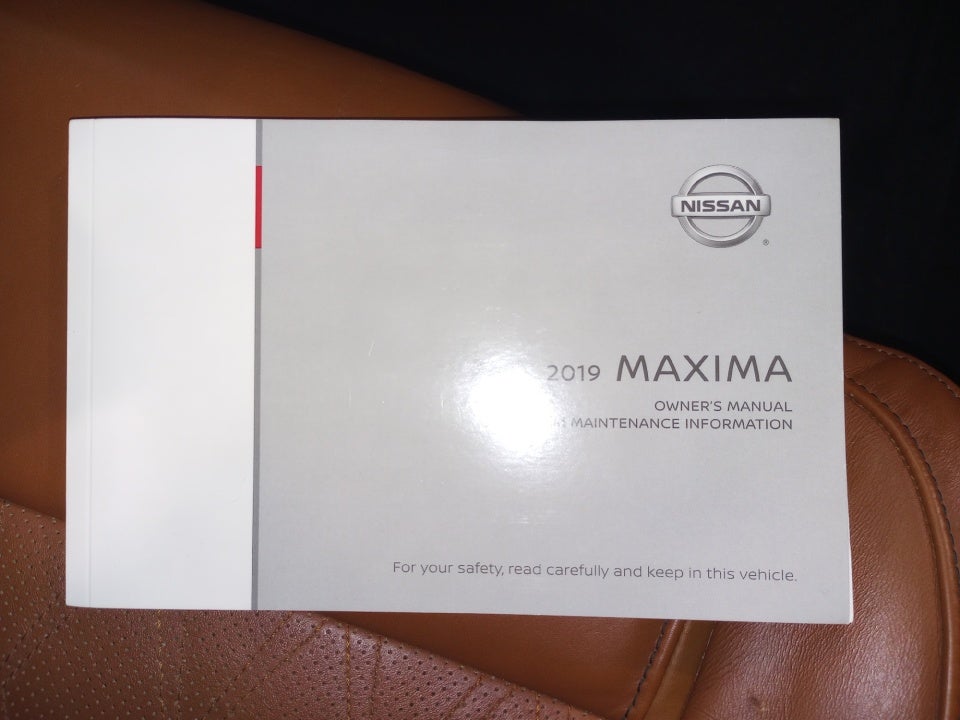 NISSAN
®
2019 MAXIMA
OWNER'S MANUAL
MAINTENANCE INFORMATION
For your safety, read carefully and keep in this vehicle.